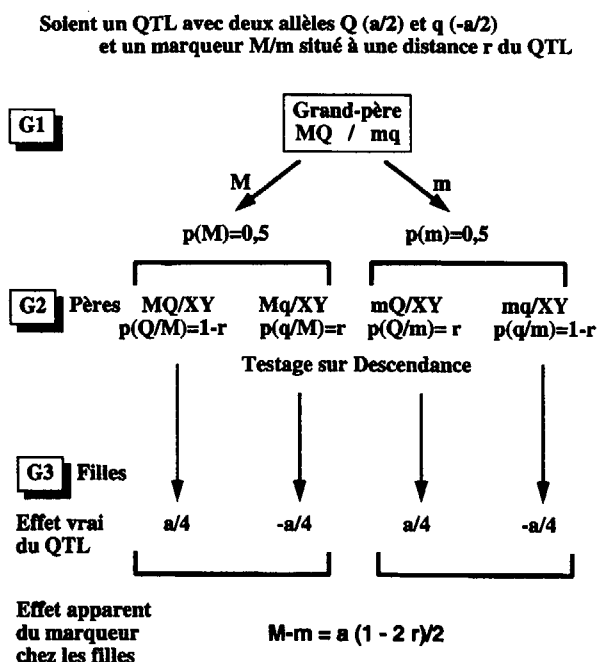 Soient un QTL avec deux allèles Q (a/2) et q (-a/2)
et un marqueur M/m situé à une distance r du QTL
G1
Grand-père
MQ / mq
M m
p(M)=0,5 p(m)=0,5
G2 Pères MQ/XY Mq/XY mQ/XY mq/XY
p(Q/M)=1-r p(q/M)=r p(Q/m)= r p(q/m)=1-r
Testage sur Descendance
G3 Filles
Effet vrai a/4 -a/4 a/4 -a/4
du QTL
Effet apparent
du marqueur M-m = a (1 - 2 r)/2
chez les filles